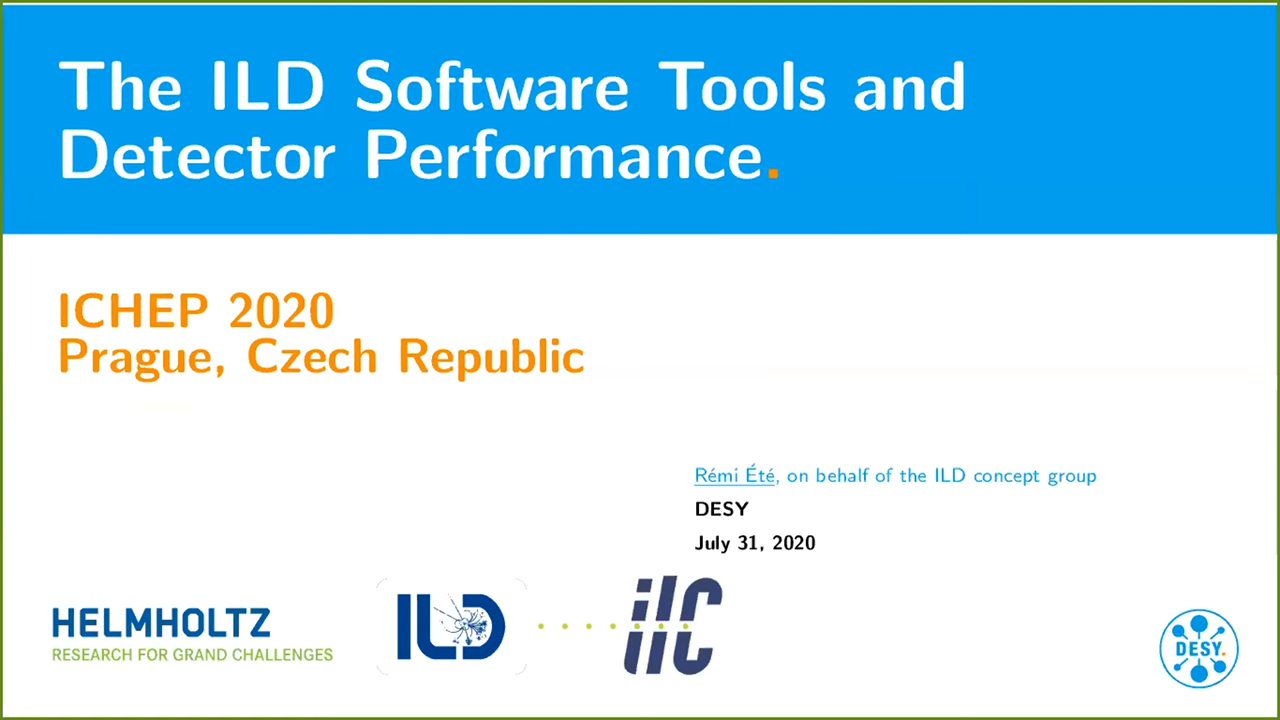 The ILD Software Tools and
Detector Performance.
ICHEP 2020
Prague, Czech Republic
Rémi Été, on behalf of the ILD concept group
DESY
July 31, 2020
HELMHOLTZ
RESEARCH FOR GRAND CHALLENGES
ILD
ilC
DESY.